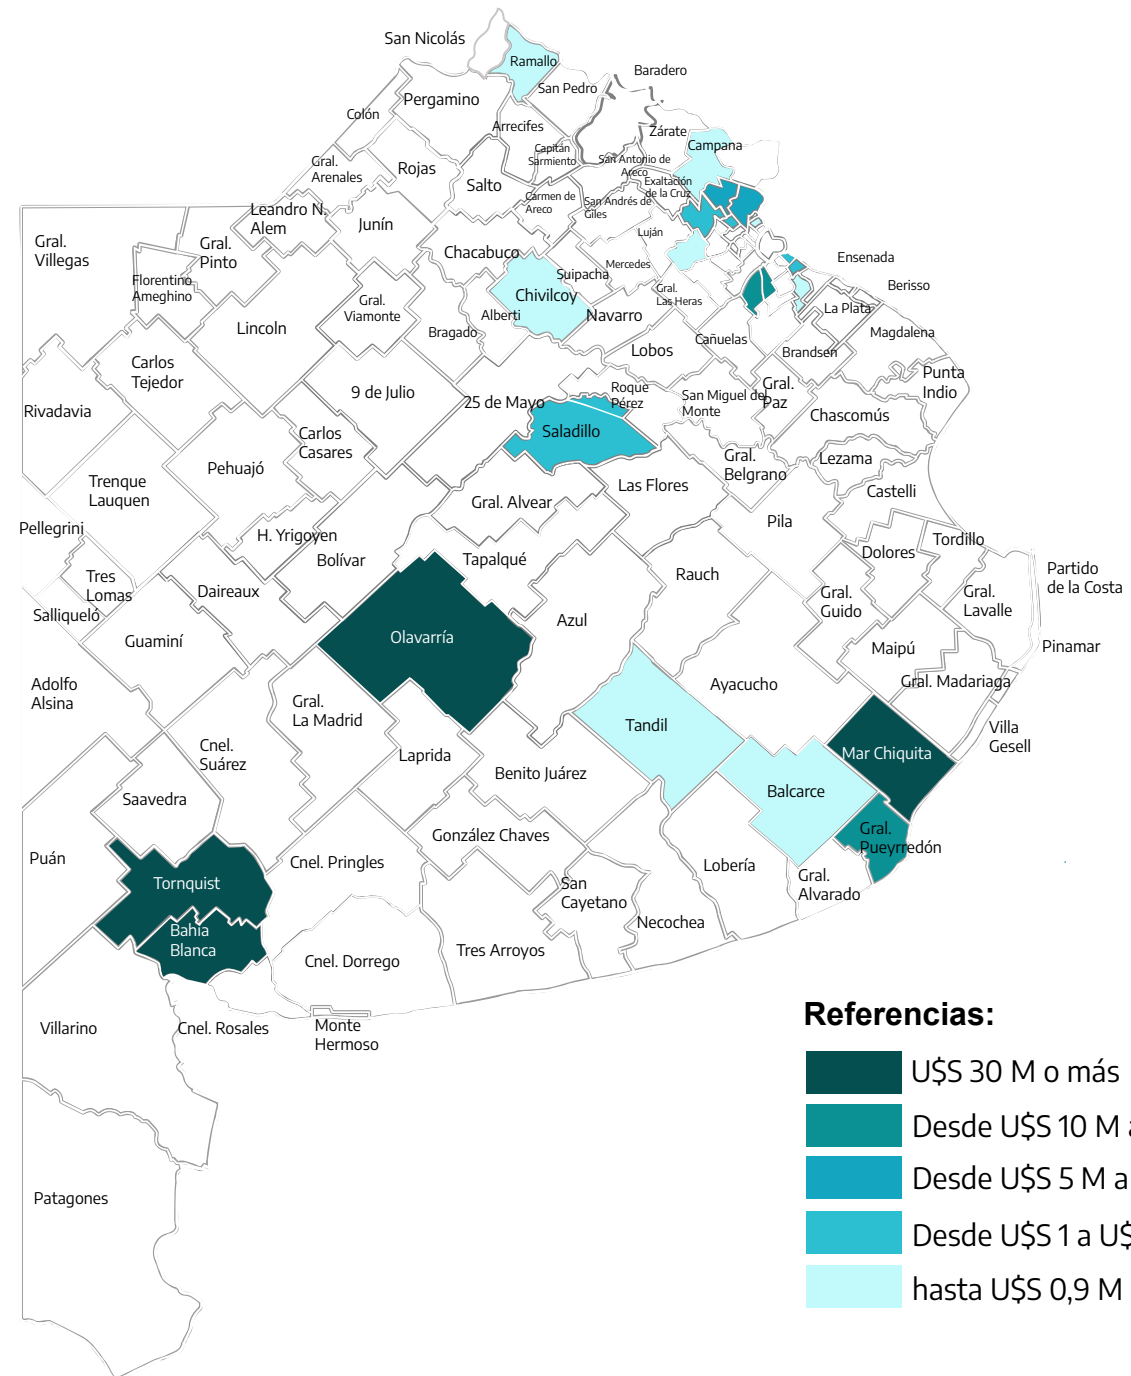 San Nicolás
Ramallo
Baradero
San Pedro
Pergamino
Colón
Arrecifes
Zárate
Campana
Capitán
Sarmiento
San Antonio de
Areco
Gral.
Arenales
Rojas
Salto
Exaltación
de la Cruz
Carmen de
Areco
San Andrés de
Giles
Leandro N.
Alem
Junín
Luján
Gral.
Villegas
Gral.
Pinto
Chacabuco
Mercedes
Suipacha
Ensenada
Florentino
Ameghino
Berisso
Gral.
Las Heras
Chivilcoy
Gral.
Viamonte
Alberti
Navarro
La Plata
Lincoln
Bragado
Magdalena
Cañuelas
Lobos
Brandsen
Carlos
Tejedor
Punta
Indio
9 de Julio
Roque
Pérez
Gral.
Paz
San Miguel del
Monte
25 de Mayo
Rivadavia
Chascomús
Saladillo
Carlos
Casares
Gral.
Belgrano
Lezama
Pehuajó
Trenque
Lauquen
Las Flores
Castelli
Gral. Alvear
Pila
Pellegrini
H. Yrigoyen
Tordillo
Dolores
Bolívar
Tapalqué
Partido
de la Costa
Tres
Lomas
Rauch
Daireaux
Gral.
Guido
Gral.
Lavalle
Salliqueló
Azul
Guaminí
Olavarría
Maipú
Pinamar
Adolfo
Alsina
Ayacucho
Gral. Madariaga
Gral.
La Madrid
Tandil
Villa
Gesell
Cnel.
Suárez
Laprida
Mar Chiquita
Benito Juárez
Balcarce
Saavedra
Gral.
Pueyrredón
González Chaves
Puán
Cnel. Pringles
Lobería
Gral.
Alvarado
Tornquist
San
Cayetano
Necochea
Bahia
Blanca
Tres Arroyos
Cnel. Dorrego
Villarino
Cnel. Rosales
Monte
Hermoso
Patagones
Referencias:
U$S 30 M o más
Desde U$S 10 M a
Desde U$S 5 M a
Desde U$S 1 a U$
hasta U$S 0,9 M